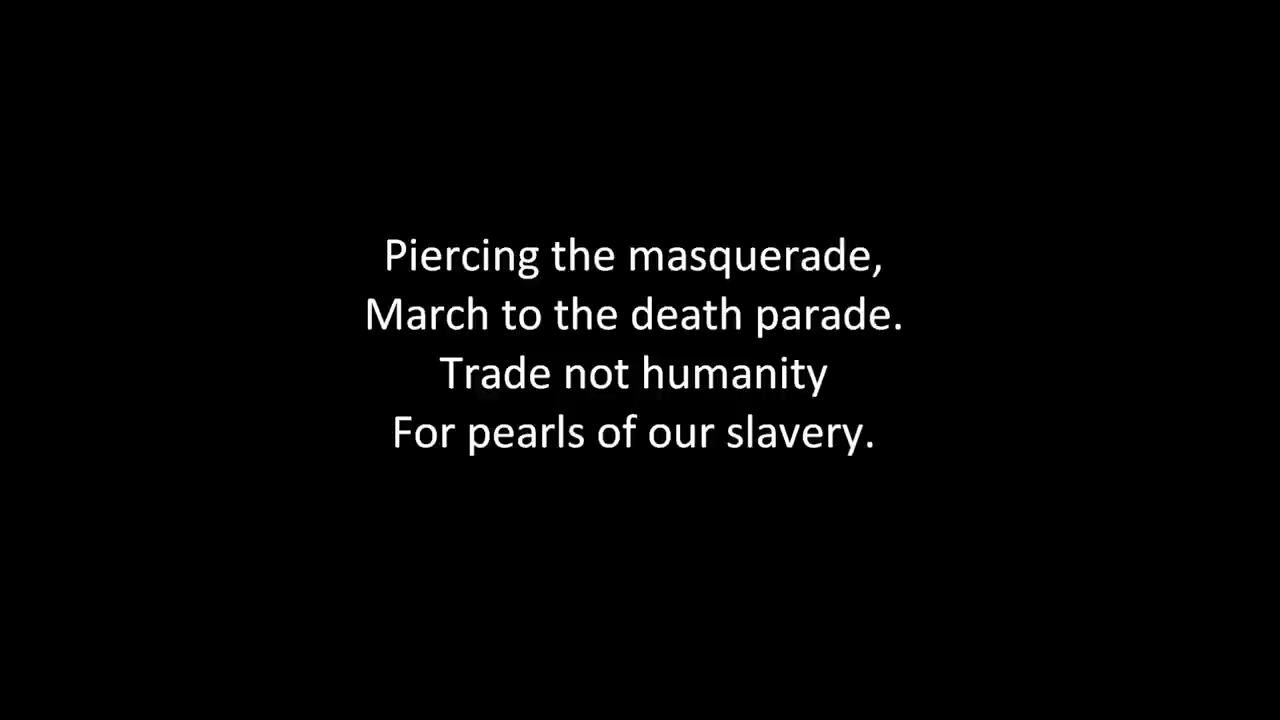 Piercing the masquerade,
March to the death parade.
Trade not humanity
For pearls of our slavery.